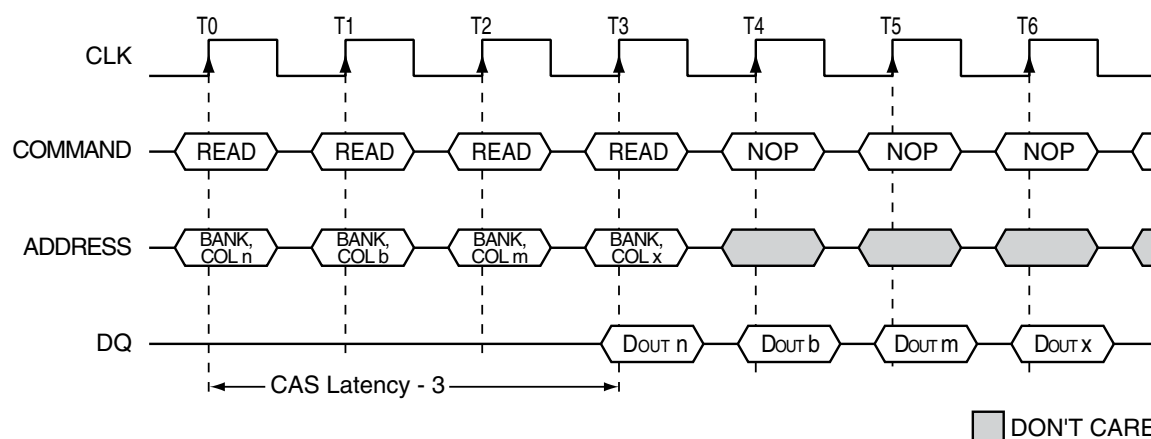 T0 T1 T2 T3 T4 T5 T6
CLK
COMMAND READ READ READ READ NOP NOP NOP
ADDRESS BANK, COL n BANK, COL b BANK, COL m BANK, COL x
DQ DOUT n DOUT b DOUT m DOUT x
CAS Latency - 3
DON'T CARE